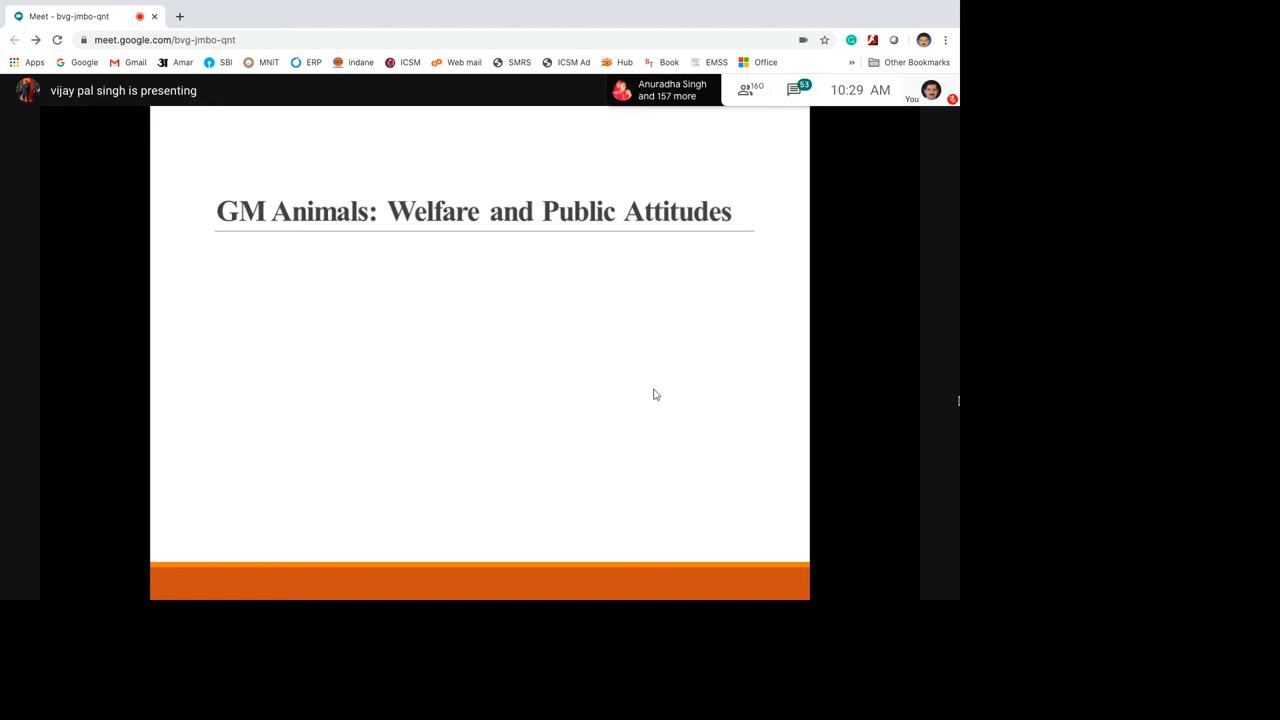 Meet - bvg-jmbo-qnt
meet.google.com/bvg-jmbo-qnt
Apps Google Gmail Amar SBI MNIT ERP indane ICSM Web mail SMRS ICSM Ad Hub Book EMSS Office » Other Bookmarks
vijay pal singh is presenting
Anuradha Singh
and 157 more
160
53
10:29 AM
You
GM Animals: Welfare and Public Attitudes